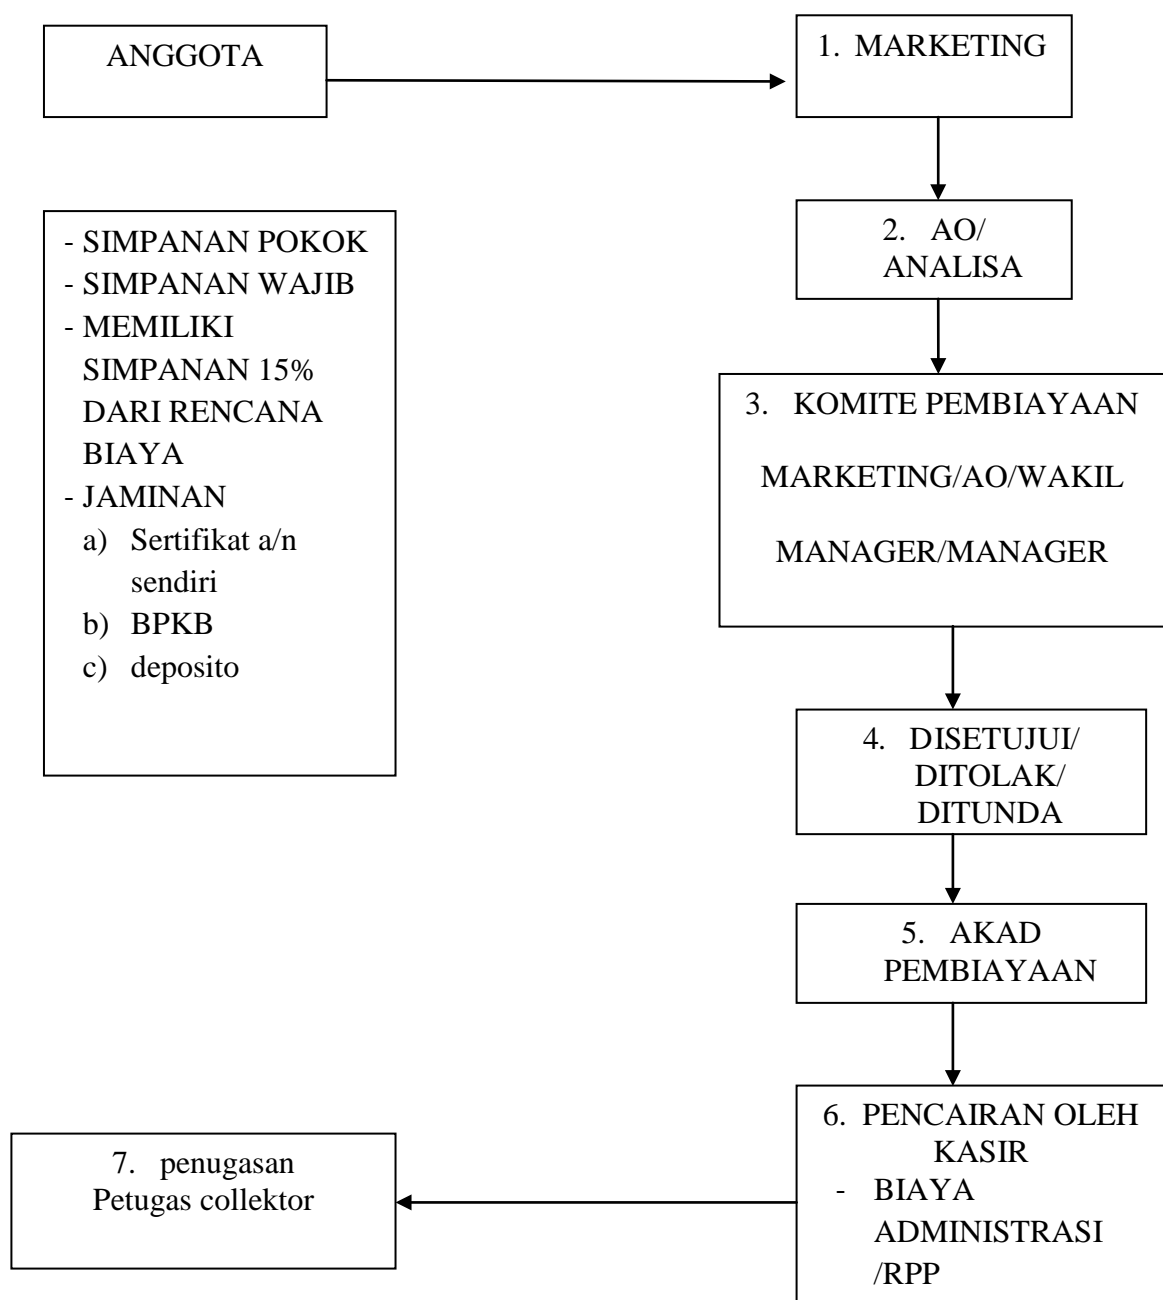 ANGGOTA
1. MARKETING
2. AO/
ANALISA
- SIMPANAN POKOK
- SIMPANAN WAJIB
- MEMILIKI
SIMPANAN 15%
DARI RENCANA
BIAYA
- JAMINAN
a) Sertifikat a/n
sendiri
b) BPKB
c) deposito
3. KOMITE PEMBIAYAAN
MARKETING/AO/WAKIL
MANAGER/MANAGER
4. DISETUJUI/
DITOLAK/
DITUNDA
5. AKAD
PEMBIAYAAN
6. PENCAIRAN OLEH
KASIR
- BIAYA
ADMINISTRASI
/RPP
7. penugasan
Petugas collektor